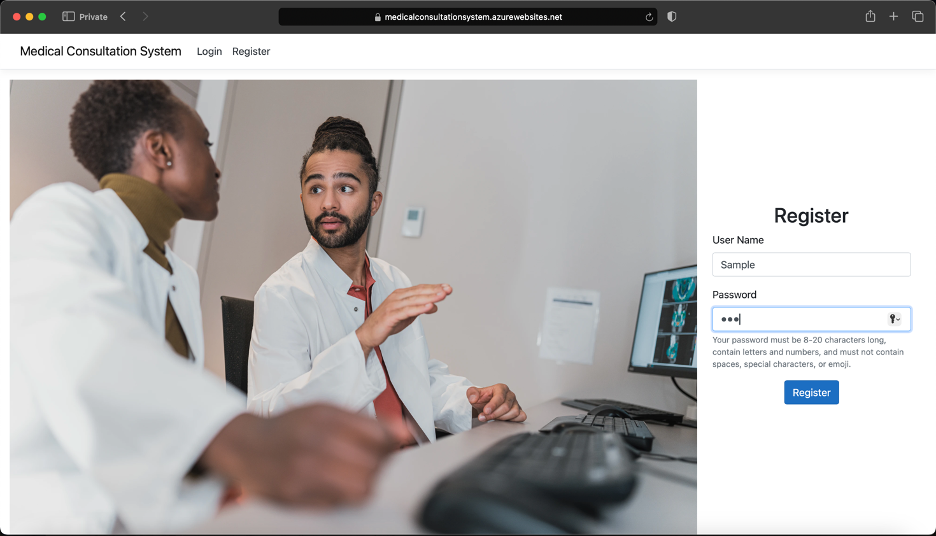 Private
medicalconsultationsystem.azurewebsites.net
Medical Consultation System Login Register
Register
User Name
Sample
Password
Your password must be 8-20 characters long,
contain letters and numbers, and must not contain
spaces, special characters, or emoji.
Register